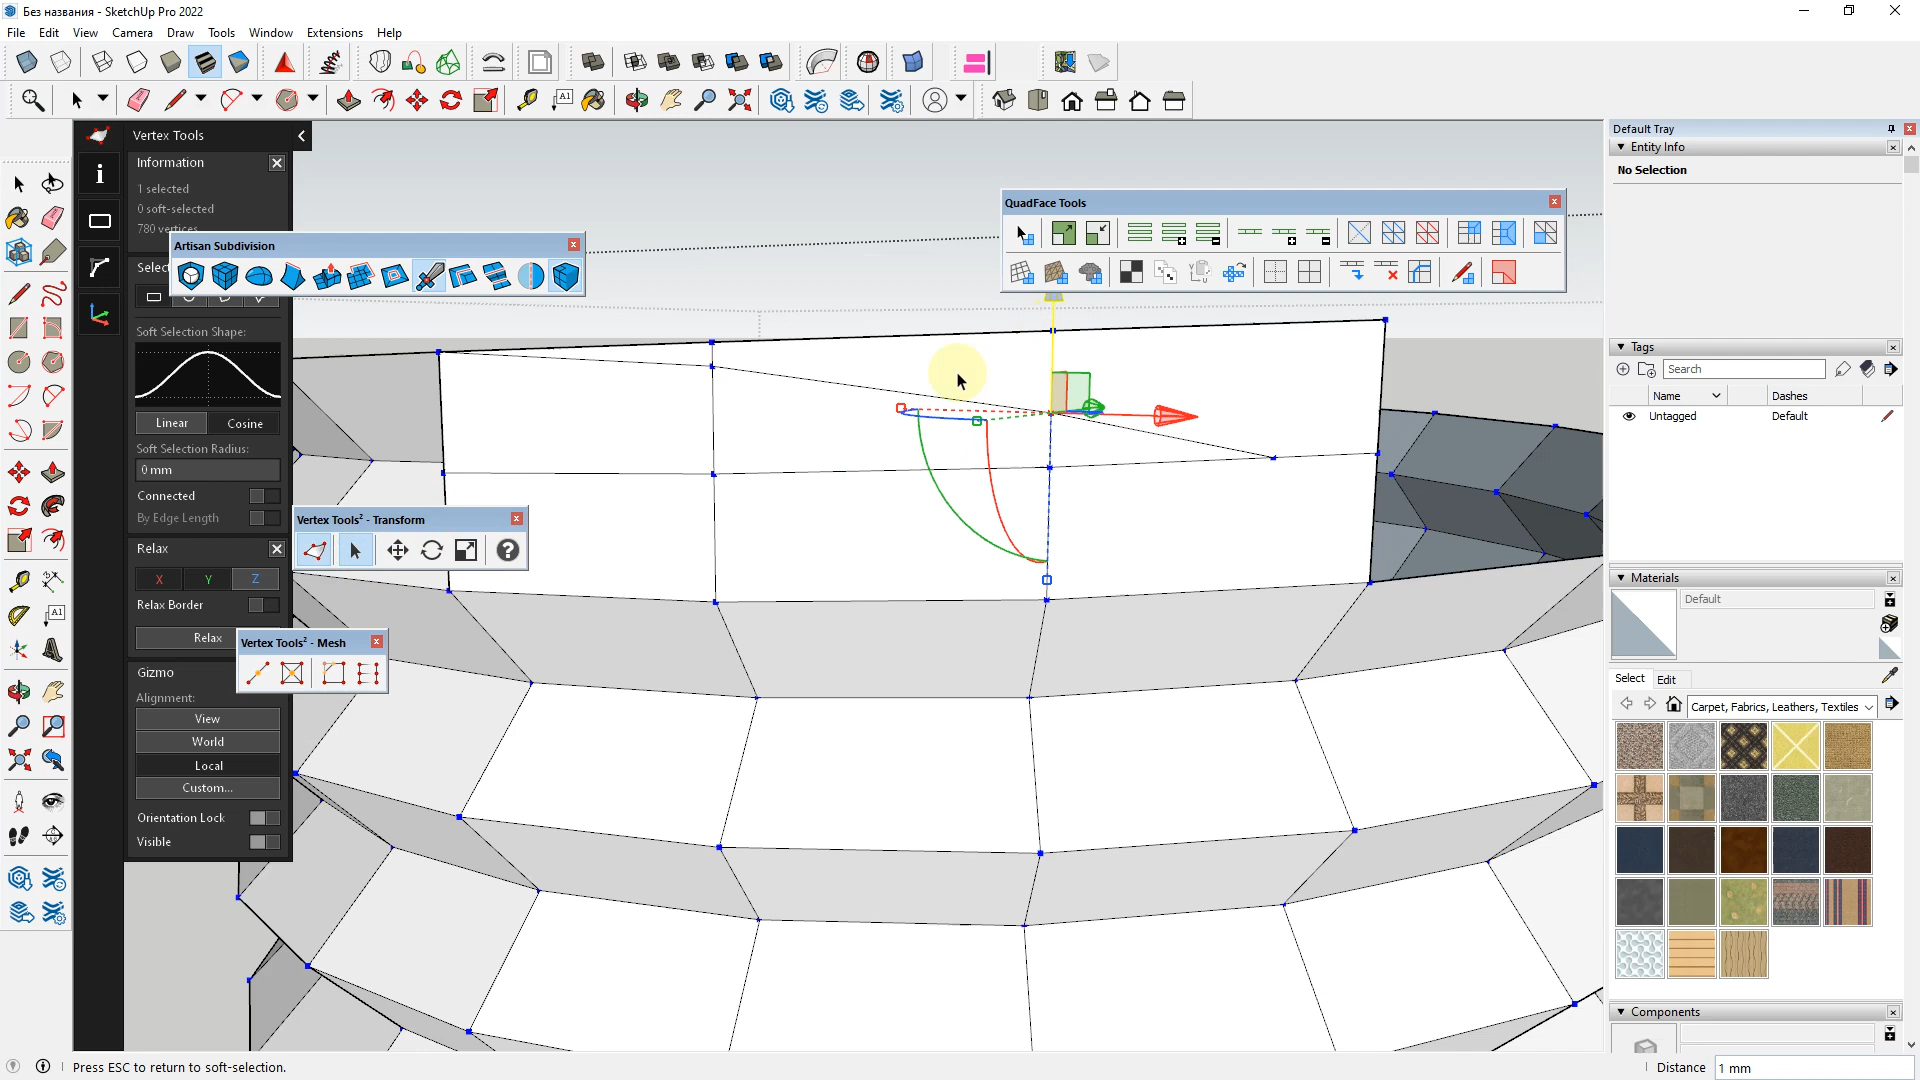 Без названия - SketchUp Pro 2022
File Edit View Camera Draw Tools Window Extensions Help
A1
Vertex Tools
Information
1 selected
0 soft-selected
780 vertices
Artisan Subdivision
Soft Selection Shape:
Linear Cosine
Soft Selection Radius:
0 mm
Connected
By Edge Length
Vertex Tools² - Transform
Relax
X Y Z
Relax Border
Relax
Vertex Tools² - Mesh
Gizmo
Alignment:
View
World
Local
Custom...
Orientation Lock
Visible
A1
QuadFace Tools
Default Tray
Entity Info
No Selection
Tags
Search
Name Dashes
Untagged Default
Materials
Default
Select Edit
Carpet, Fabrics, Leathers, Textiles
Components
Press ESC to return to soft-selection.
Distance 1 mm